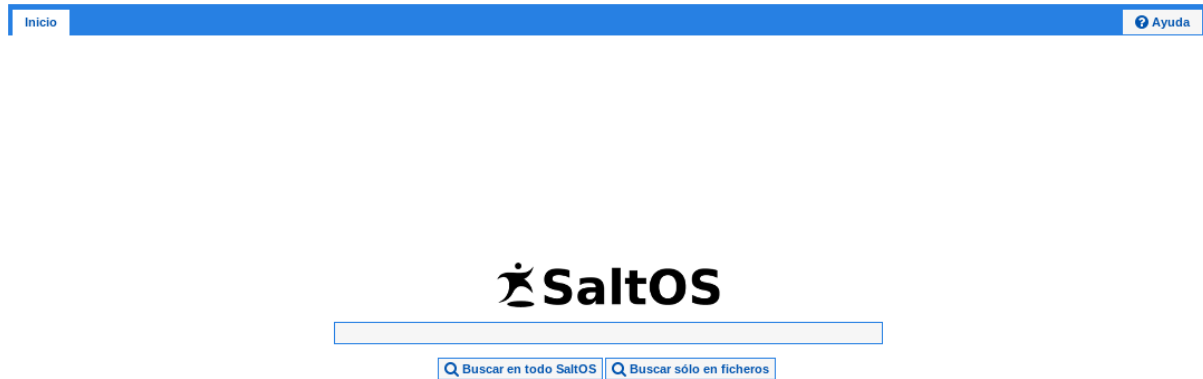 Inicio
Ayuda
SaltOS
Buscar en todo SaltOS
Buscar sólo en ficheros